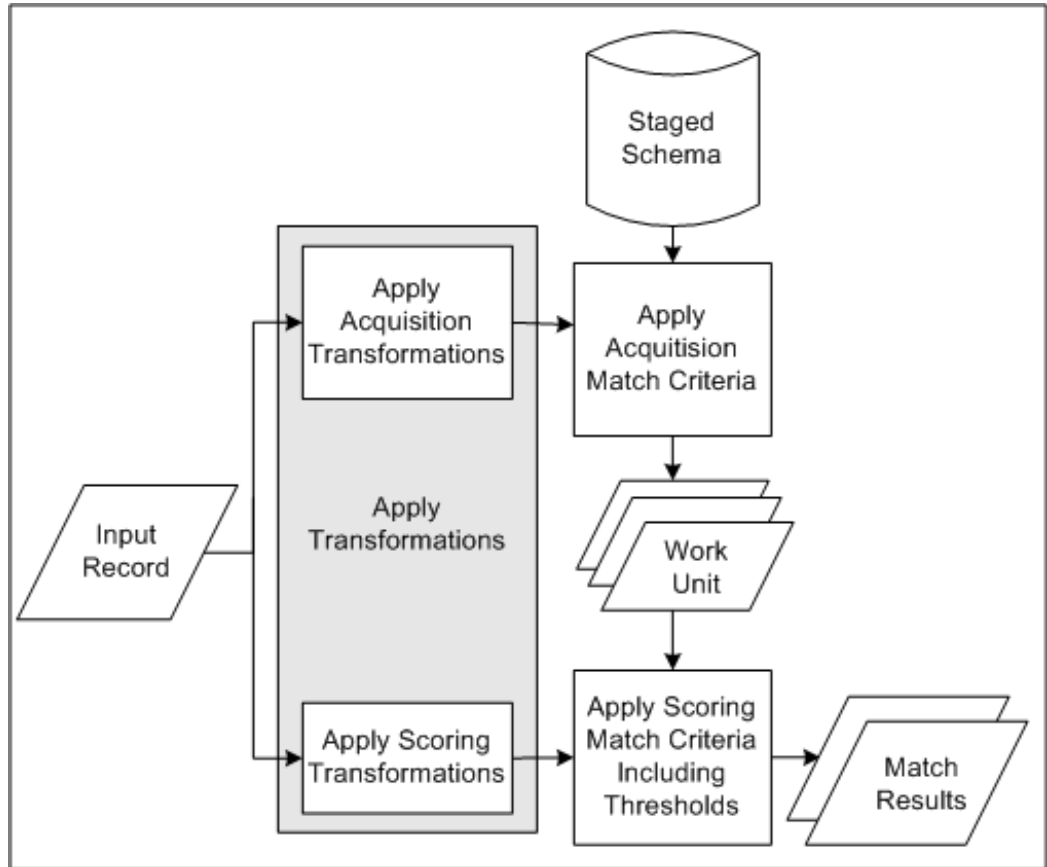 Staged
Schema
Apply
Acquisition
Transformations
Apply
Acquitision
Match Criteria
Input
Record
Apply
Transformations
Work
Unit
Apply Scoring
Transformations
Apply Scoring
Match Criteria
Including
Thresholds
Match
Results